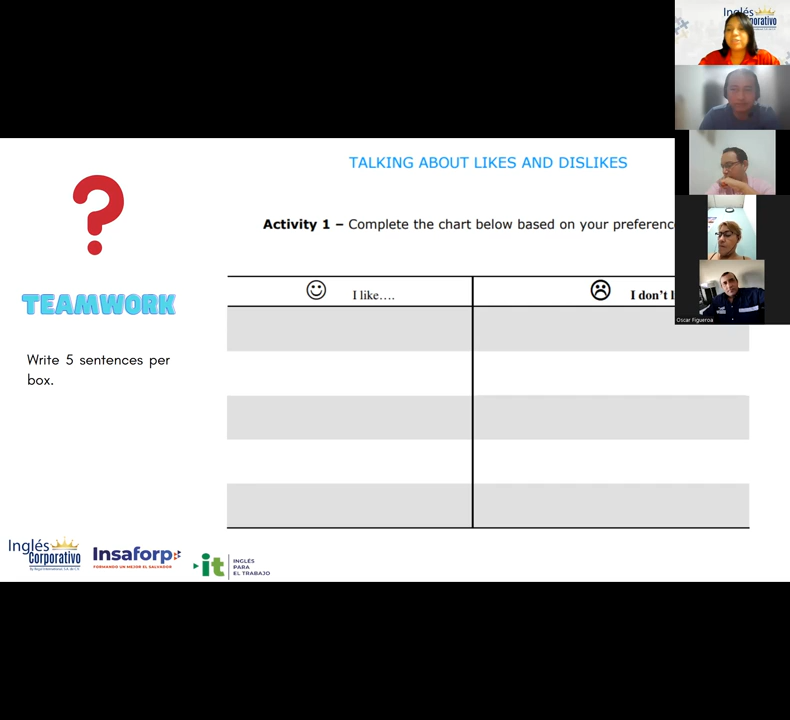 TALKING ABOUT LIKES AND DISLIKES
Activity 1 – Complete the chart below based on your preferenc
TEAMWORK
Write 5 sentences per
box.
I like….
I don't l
Inglés
Corporativo
Insaforp
FORMANDO UN MEJOR EL SALVADOR
it
INGLÉS
PARA
EL TRABAJO
Inglés
Oscar Figueroa